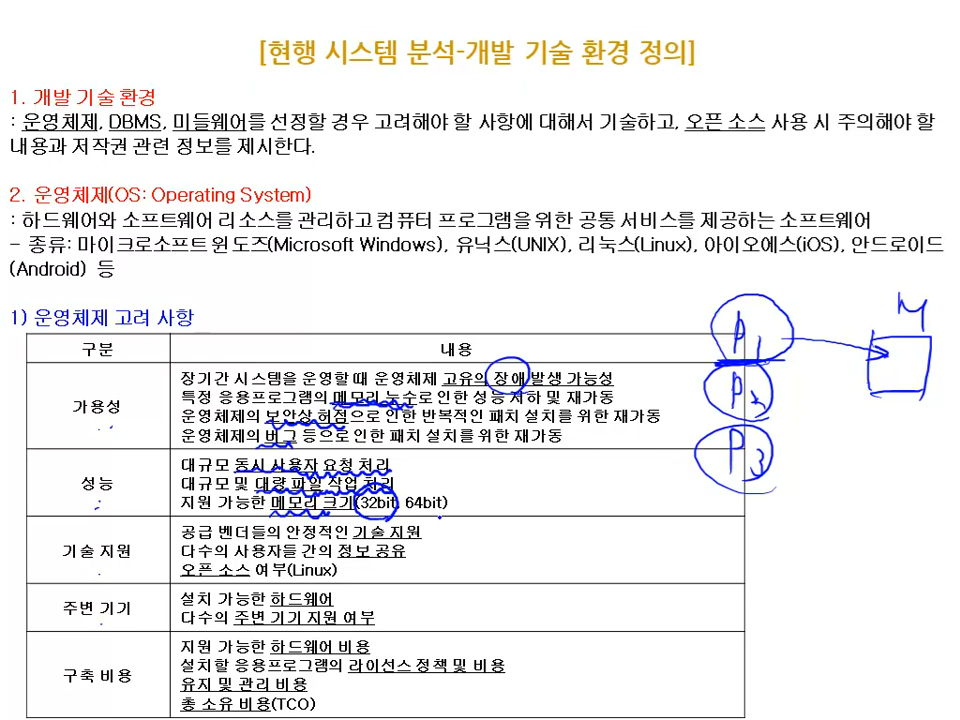 [현행 시스템 분석-개발 기술 환경 정의]
1. 개발 기술 환경
: 운영체제, DBMS, 미들웨어를 선정할 경우 고려해야 할 사항에 대해서 기술하고, 오픈 소스 사용 시 주의해야 할
내용과 저작권 관련 정보를 제시한다.
2. 운영체제(OS: Operating System)
: 하드웨어와 소프트웨어 리소스를 관리하고 컴퓨터 프로그램을 위한 공통 서비스를 제공하는 소프트웨어
- 종류: 마이크로소프트 윈도즈(Microsoft Windows), 유닉스(UNIX), 리눅스(Linux), 아이오에스(iOS), 안드로이드
(Android) 등
1) 운영체제 고려 사항
구분 내용
가용성
장기간 시스템을 운영할 때 운영체제 고유의 장애 발생 가능성
특정 응용프로그램의 메모리 누수로 인한 성능 저하 및 재가동
운영체제의 보안상 허점으로 인한 반복적인 패치 설치를 위한 재가동
운영체제의 버그 등으로 인한 패치 설치를 위한 재가동
성능
대규모 동시 사용자 요청 처리
대규모 및 대량 파일 작업 처리
지원 가능한 메모리 크기(32bit, 64bit)
기술 지원
공급 벤더들의 안정적인 기술 지원
다수의 사용자들 간의 정보 공유
오픈 소스 여부(Linux)
주변 기기
설치 가능한 하드웨어
다수의 주변 기기 지원 여부
구축 비용
지원 가능한 하드웨어 비용
설치할 응용프로그램의 라이선스 정책 및 비용
유지 및 관리 비용
총 소유 비용(TCO)
P1
P2
P3
M